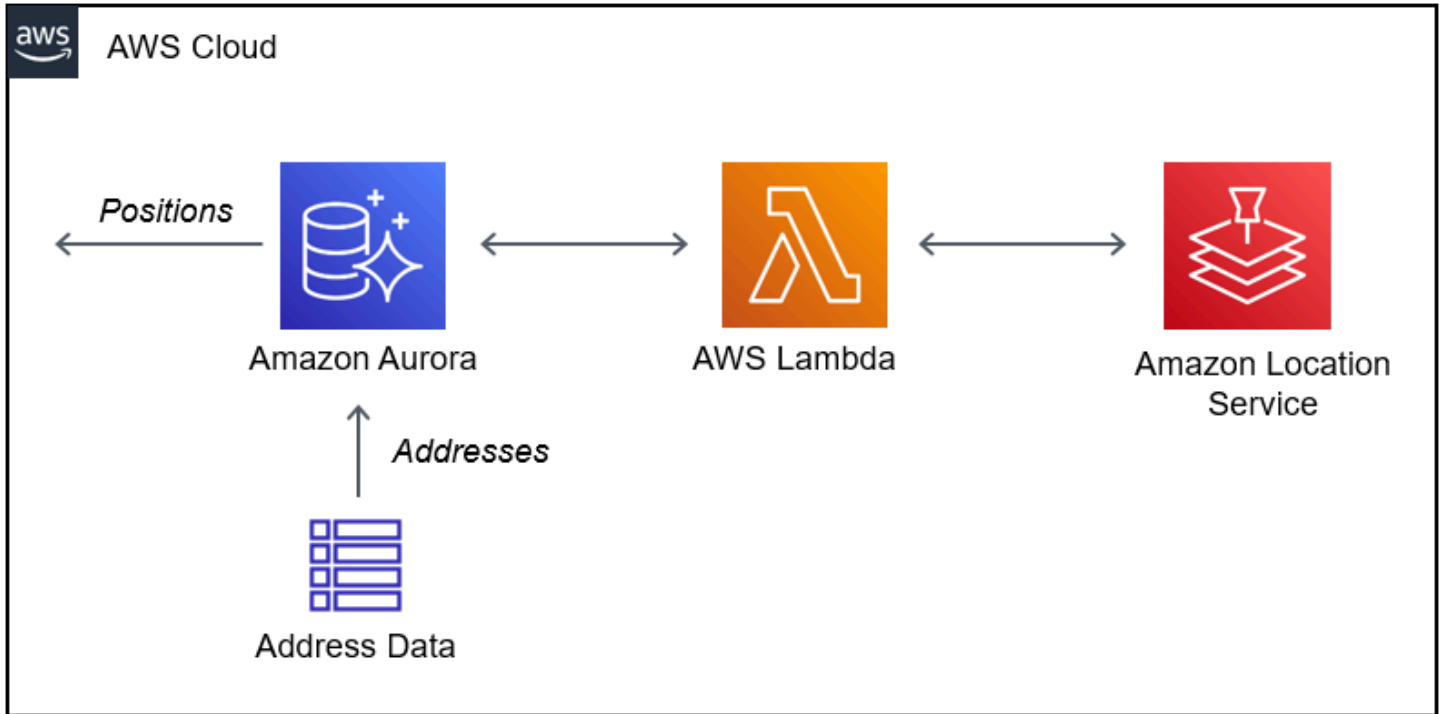 aws
AWS Cloud
Positions
Amazon Aurora
AWS Lambda
Amazon Location
Service
Addresses
Address Data